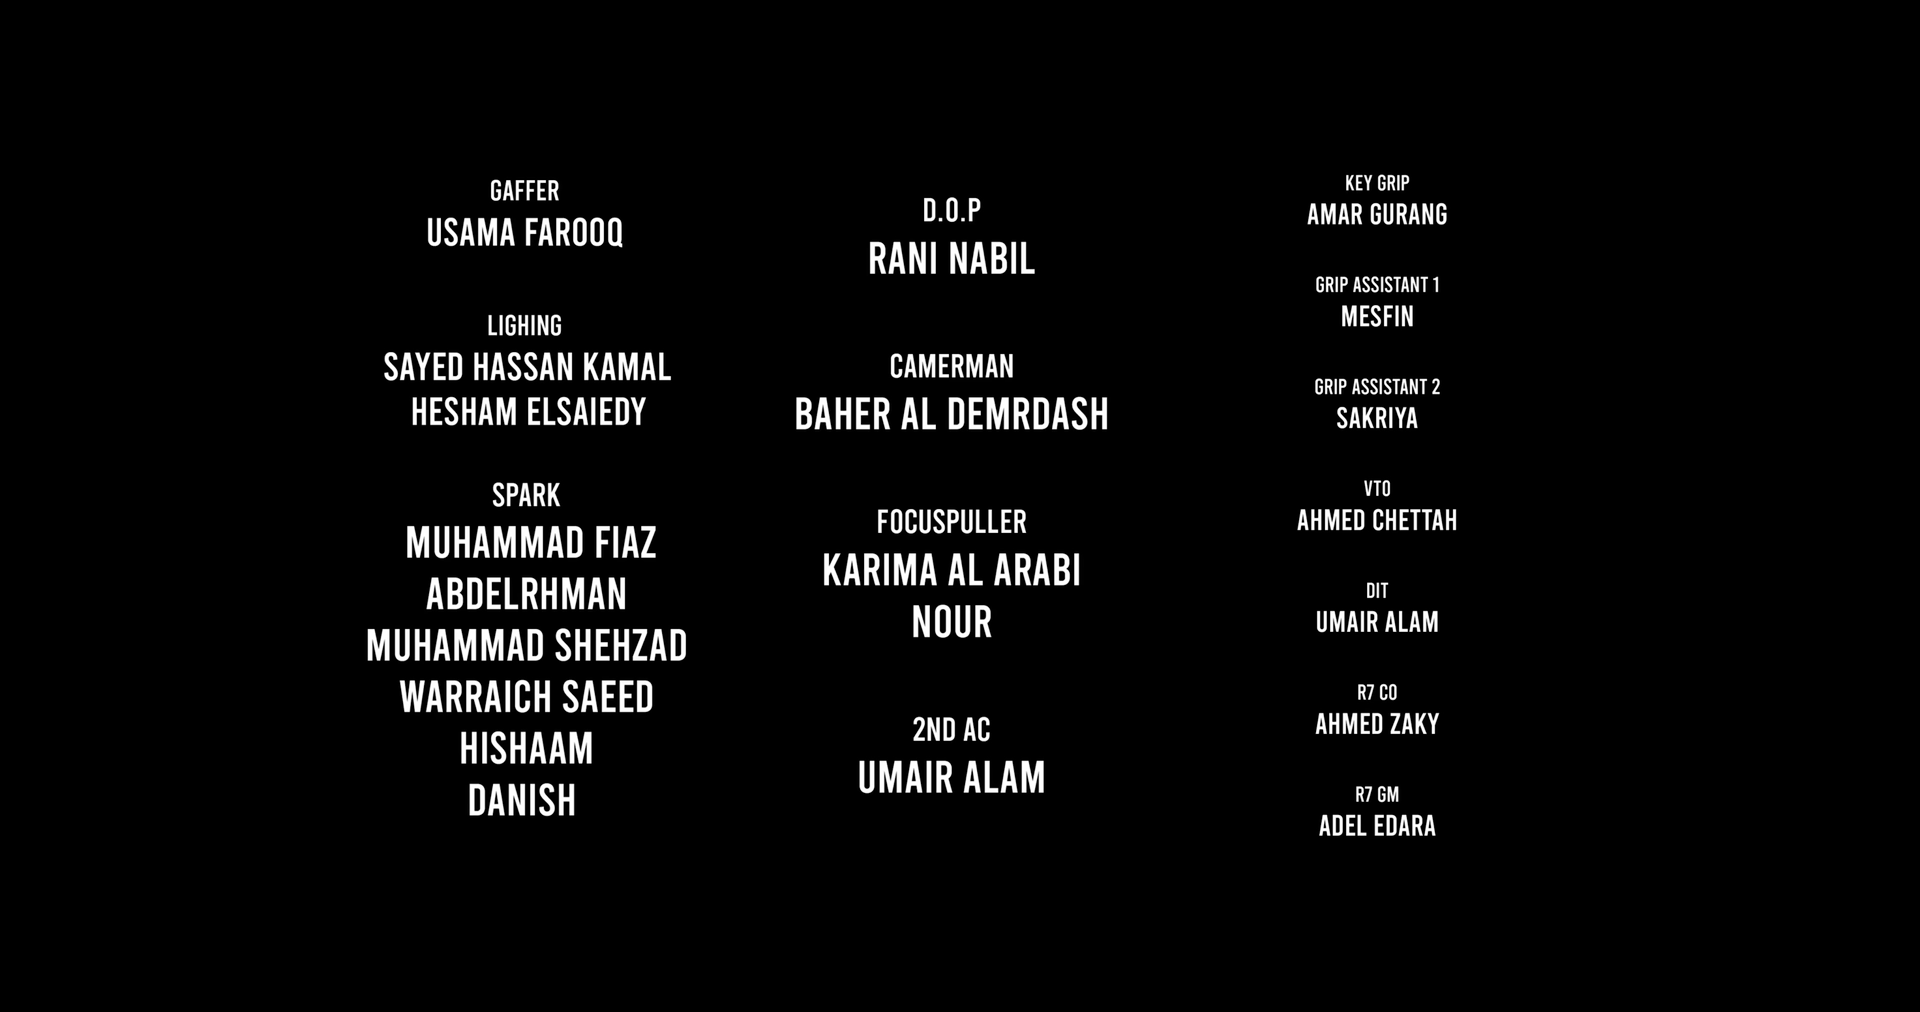 GAFFER
USAMA FAROOQ
LIGHING
SAYED HASSAN KAMAL
HESHAM ELSAIEDY
SPARK
MUHAMMAD FIAZ
ABDELRHMAN
MUHAMMAD SHEHZAD
WARRAICH SAEED
HISHAAM
DANISH
D.O.P
RANI NABIL
CAMERMAN
BAHER AL DEMRDASH
FOCUSPULLER
KARIMA AL ARABI
NOUR
2ND AC
UMAIR ALAM
KEY GRIP
AMAR GURANG
GRIP ASSISTANT 1
MESFIN
GRIP ASSISTANT 2
SAKRIYA
VTO
AHMED CHETTAH
DIT
UMAIR ALAM
R7 CO
AHMED ZAKY
R7 GM
ADEL EDARA